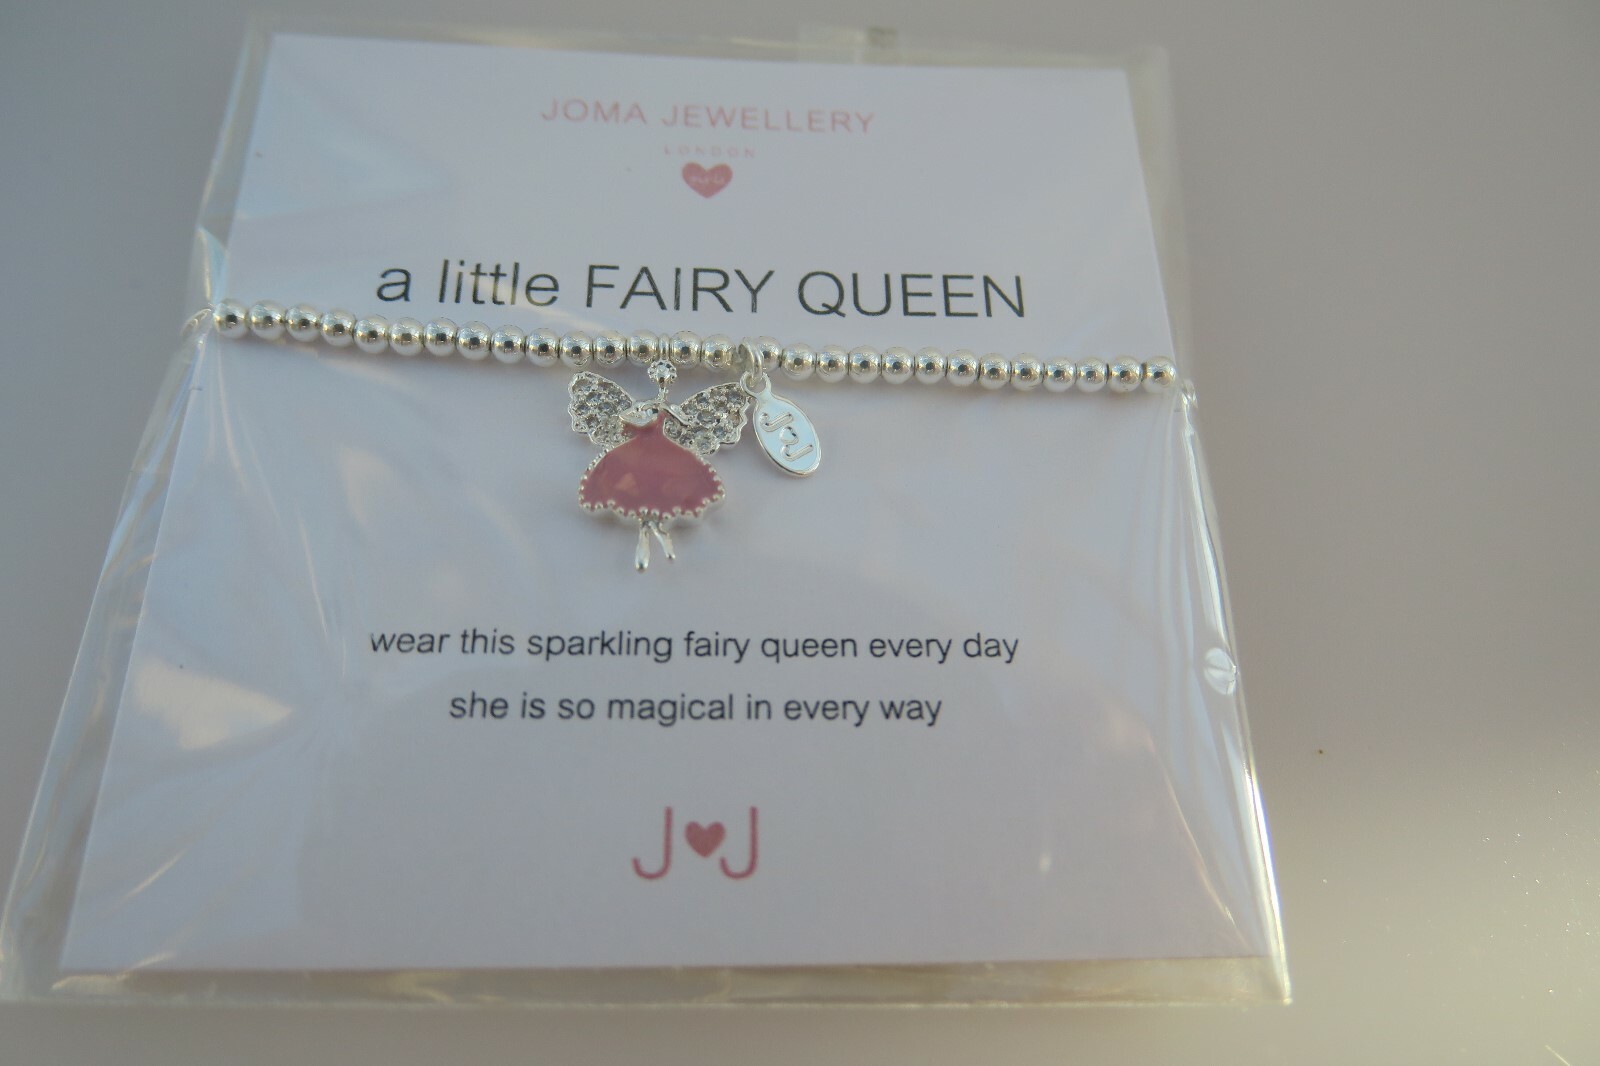 JOMA JEWELLERY
LONDON
a little FAIRY QUEEN
JJ
wear this sparkling fairy queen every day
she is so magical in every way
J♥J